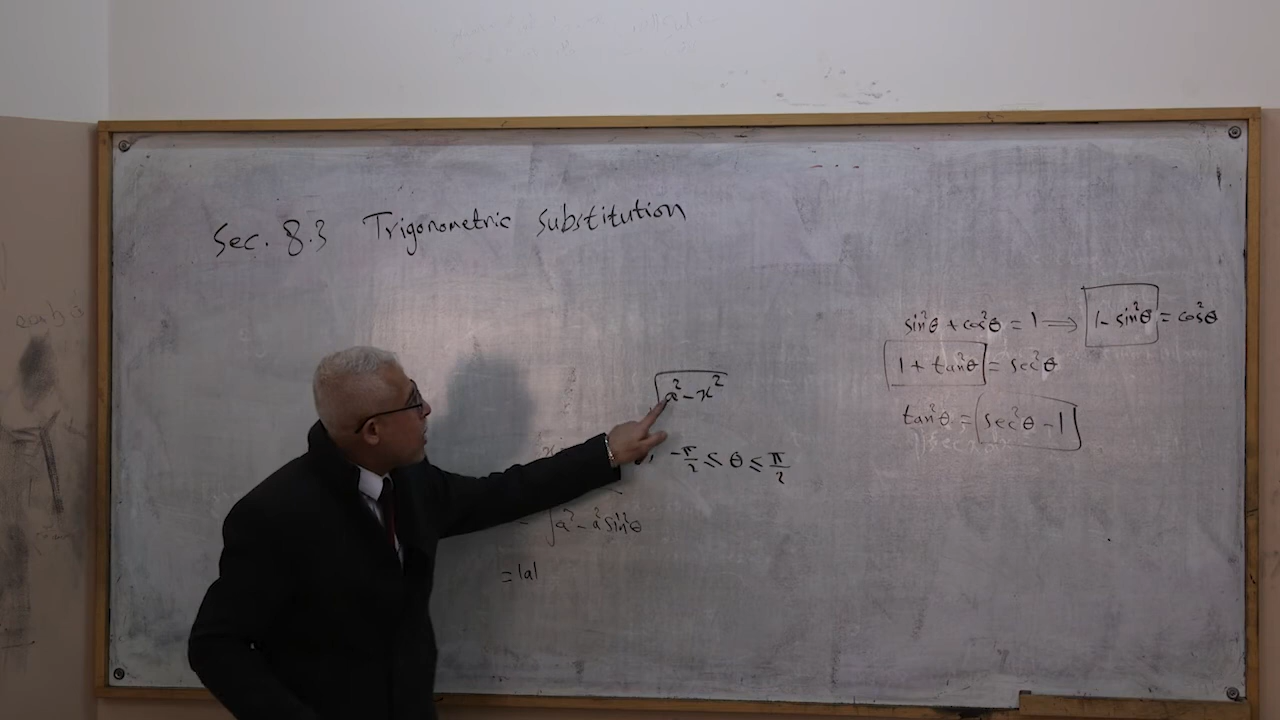 Sec. 8.3 Trigonometric Substitution
sin²θ + cos²θ = 1 ⟹ 1 - sin²θ = cos²θ
1 + tan²θ = sec²θ
tan²θ = sec²θ - 1
√a² - x²
, -π/2 ≤ θ ≤ π/2
= √a² - a² sin²θ
= |a|